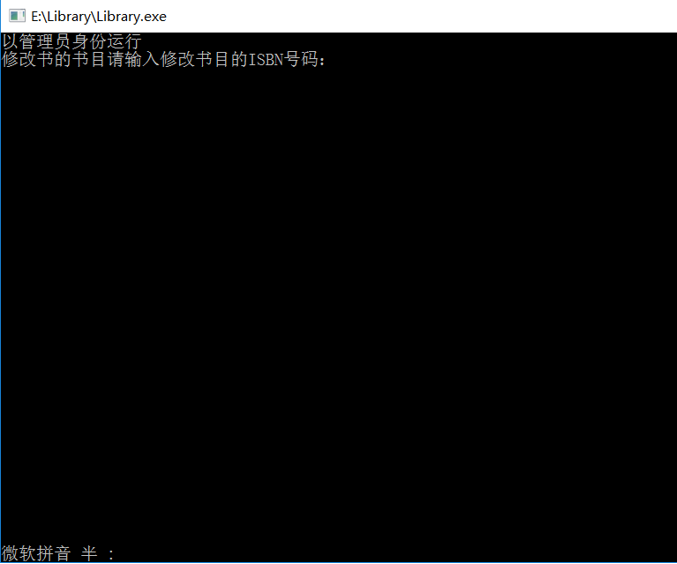 E:\Library\Library.exe
以管理员身份运行
修改书的书目请输入修改书目的ISBN号码：
微软拼音 半 ：